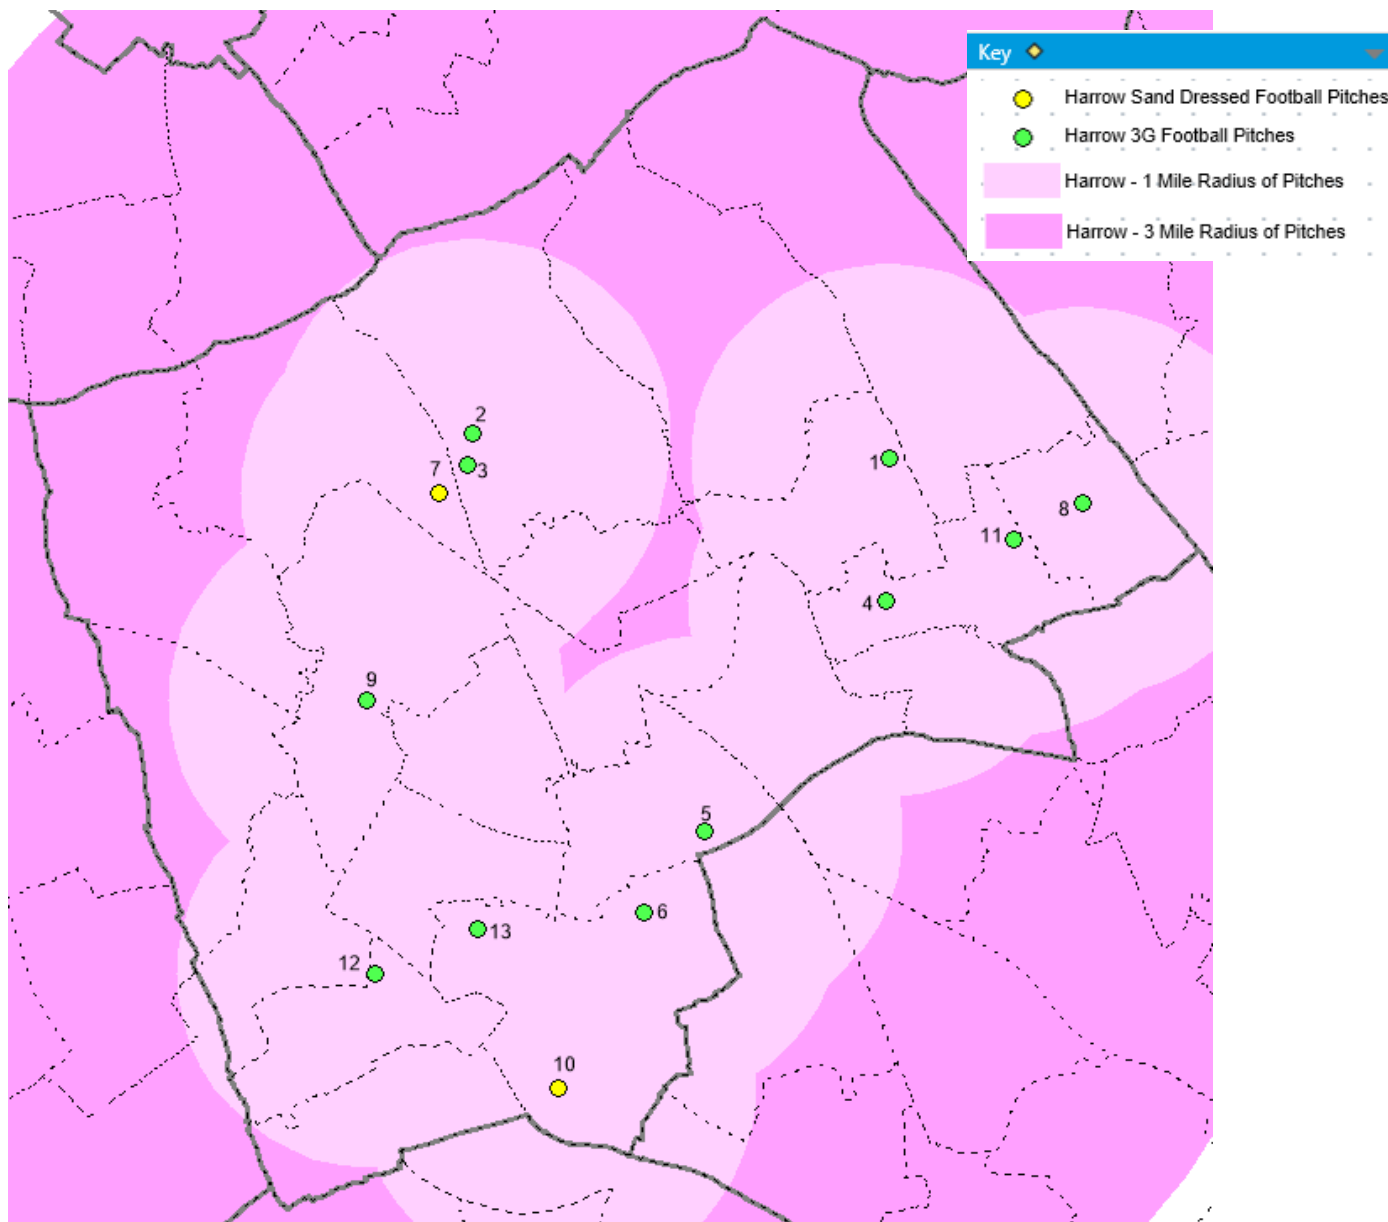 Key
Harrow Sand Dressed Football Pitches
Harrow 3G Football Pitches
Harrow - 1 Mile Radius of Pitches
Harrow - 3 Mile Radius of Pitches
2
7
3
1
8
11
4
9
5
6
13
12
10